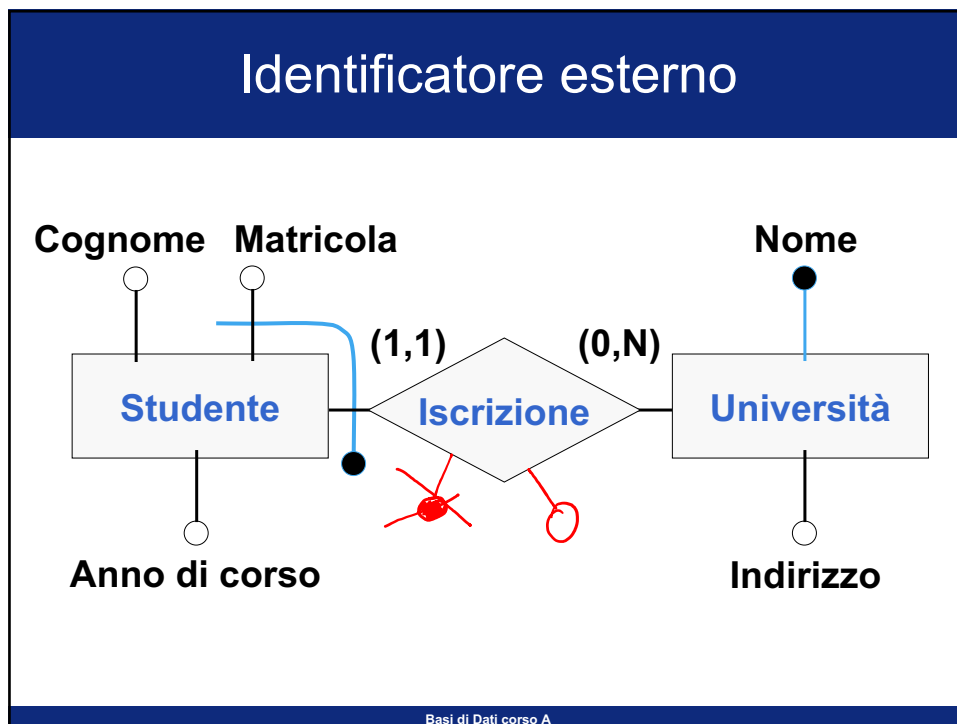 Identificatore esterno
Cognome Matricola Nome
(1,1) (0,N)
Studente Iscrizione Università
Anno di corso Indirizzo
Basi di Dati corso A